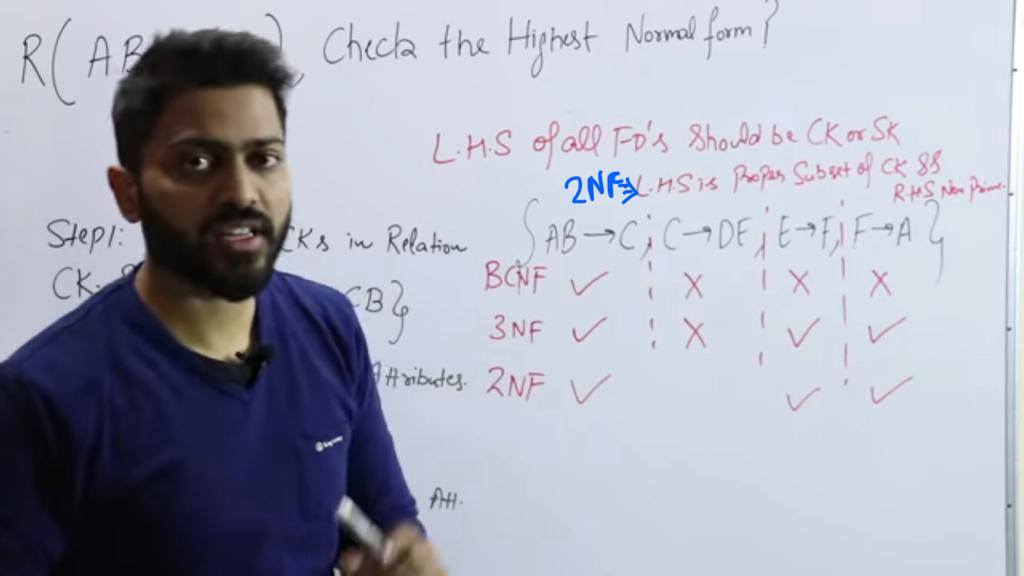 R(AB ), Check the Highest Normal form?
L.H.S of all FD's should be CK or SK
2NF⇒ L.H.S is Proper Subset of CK &
R.H.S Non Prime.
{AB→C, C→DE, E→F, F→A}
Step1: CKs in Relation
CK. CB}
BCNF ✓ X X X
3NF ✓ X ✓ ✓
Attributes.
2NF ✓ ✓ ✓
Att.